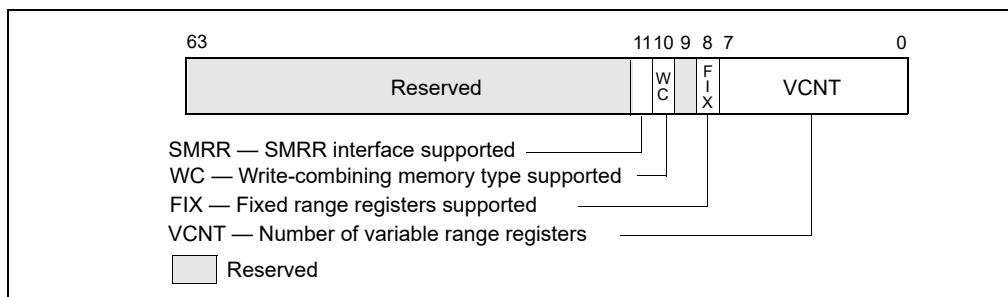 63 11 10 9 8 7 0
Reserved W C F I X VCNT
SMRR — SMRR interface supported
WC — Write-combining memory type supported
FIX — Fixed range registers supported
VCNT — Number of variable range registers
Reserved